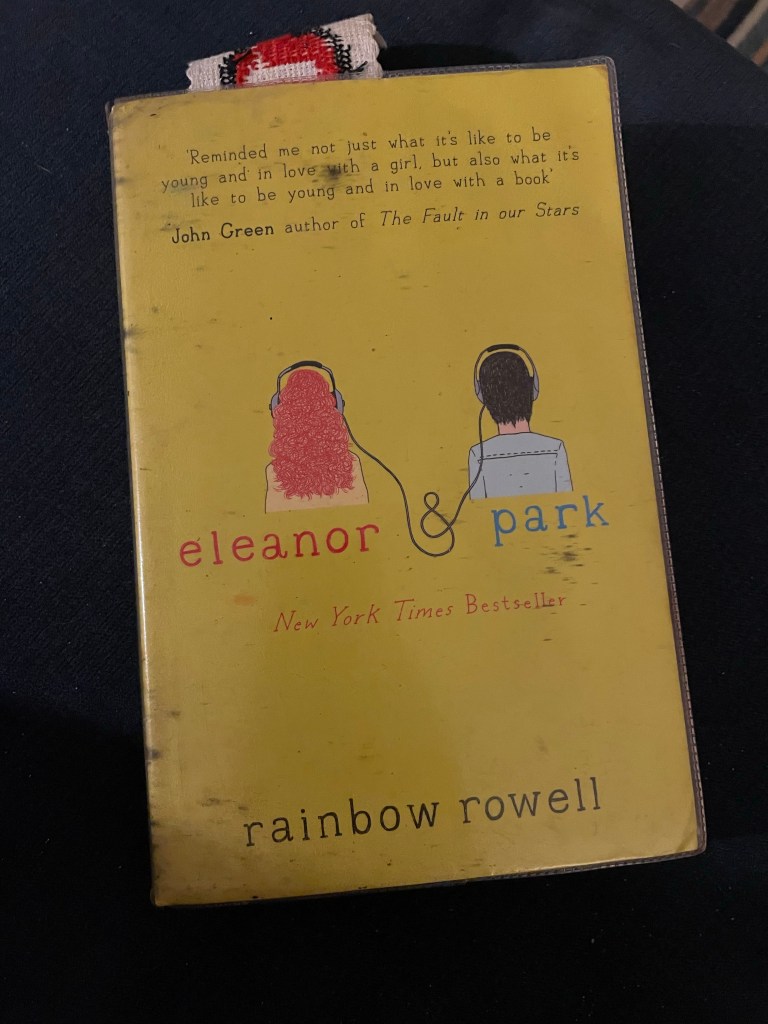 'Reminded me not just what it's like to be
young and in love with a girl, but also what it's
like to be young and in love with a book'
John Green author of The Fault in our Stars
eleanor & park
New York Times Bestseller
rainbow rowell